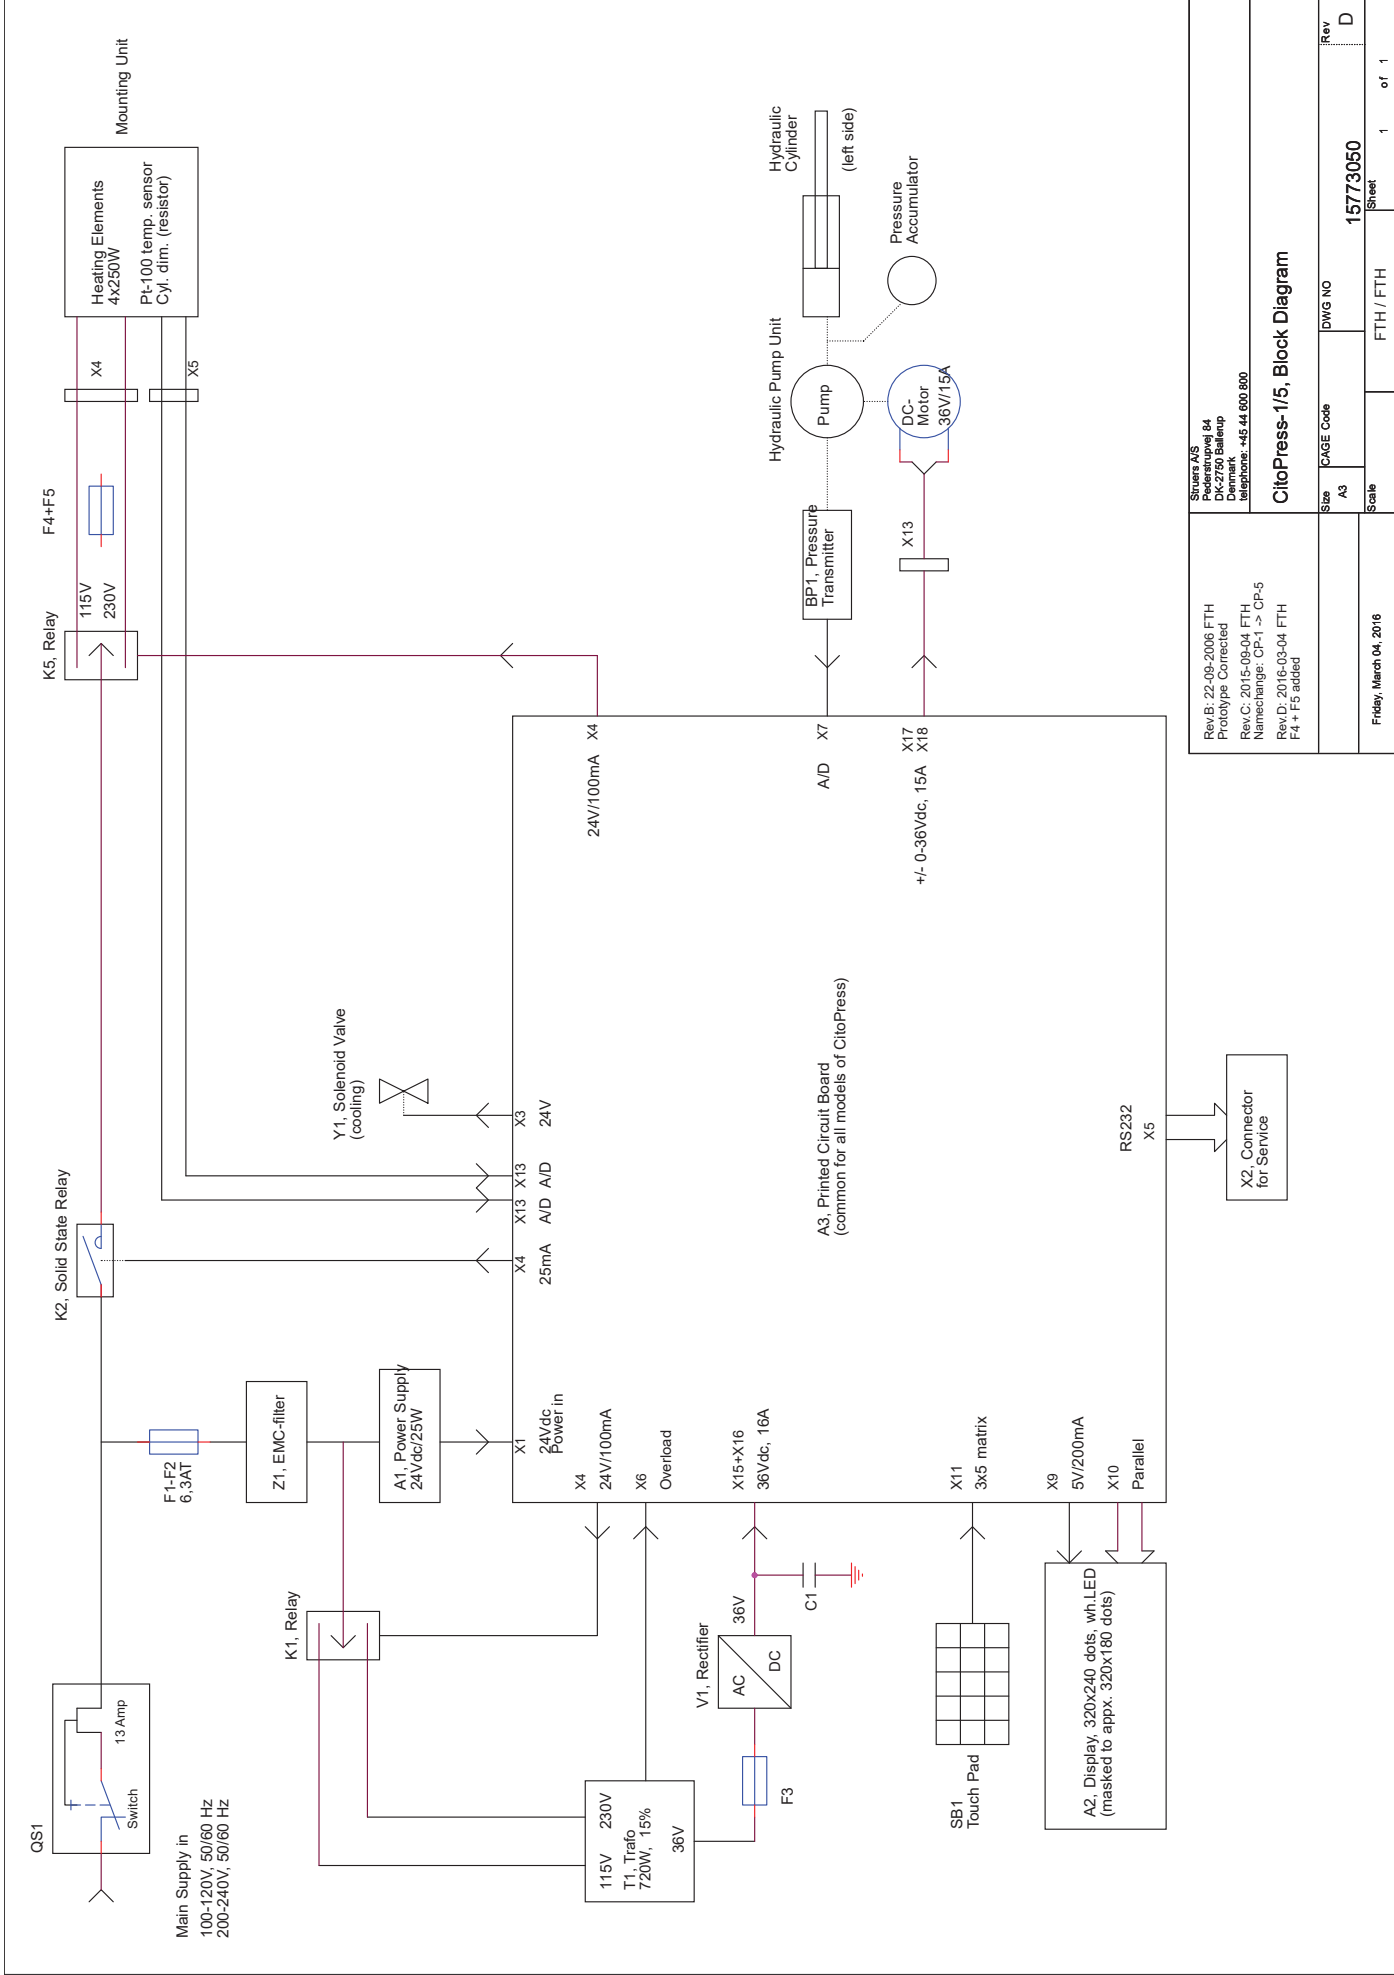 QS1
Switch
13 Amp
Main Supply in
100-120V, 50/60 Hz
200-240V, 50/60 Hz
F1-F2
6,3AT
Z1, EMC-filter
A1, Power Supply
24Vdc/25W
K2, Solid State Relay
K5, Relay
115V
230V
F4+F5
X4
X5
Heating Elements
4x250W
Pt-100 temp. sensor
Cyl. dim. (resistor)
Mounting Unit
Y1, Solenoid Valve
(cooling)
K1, Relay
T1, Trafo
720W, 15%
115V
230V
36V
F3
V1, Rectifier
AC
DC
36V
C1
SB1
Touch Pad
A2, Display, 320x240 dots, wh.LED
(masked to appx. 320x180 dots)
X1
24Vdc
Power in
X4
25mA
X13
A/D
X13
A/D
X3
24V
X4
24V/100mA
X6
Overload
X15+X16
36Vdc, 16A
X11
3x5 matrix
X9
5V/200mA
X10
Parallel
A3, Printed Circuit Board
(common for all models of CitoPress)
RS232
X5
X2, Connector
for Service
X4
24V/100mA
X7
A/D
X17
X18
+/- 0-36Vdc, 15A
BP1, Pressure
Transmitter
X13
Hydraulic Pump Unit
Pump
DC-
Motor
36V/15A
Hydraulic
Cylinder
(left side)
Pressure
Accumulator
Rev.B: 22-09-2006 FTH
Prototype Corrected
Rev.C: 2015-09-04 FTH
Namechange: CP-1 -> CP-5
Rev.D: 2016-03-04 FTH
F4 + F5 added
Friday, March 04, 2016
Struers A/S
Pederstrupvej 84
DK-2750 Ballerup
Denmark
telephone: +45 44 600 800
CitoPress-1/5, Block Diagram
Size
A3
CAGE Code
DWG NO
15773050
Rev
D
Scale
FTH / FTH
Sheet
1 of 1